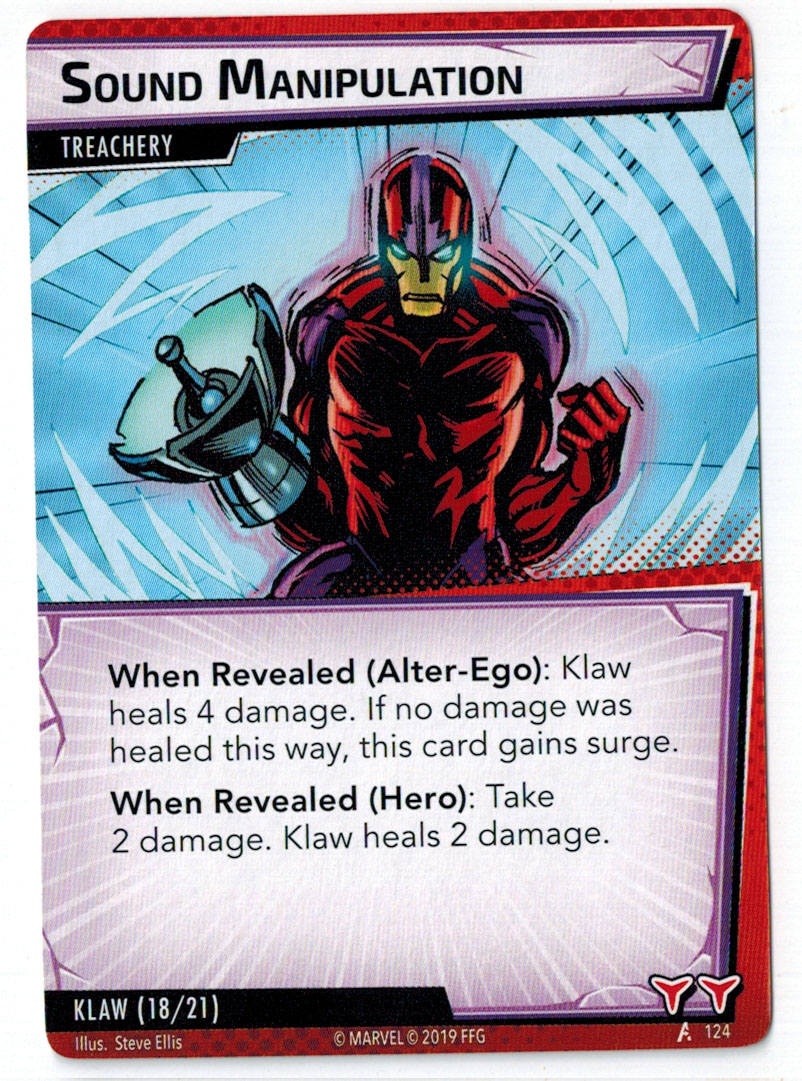 SOUND MANIPULATION
TREACHERY
When Revealed (Alter-Ego): Klaw
heals 4 damage. If no damage was
healed this way, this card gains surge.
When Revealed (Hero): Take
2 damage. Klaw heals 2 damage.
KLAW (18/21)
Illus. Steve Ellis
© MARVEL © 2019 FFG
124